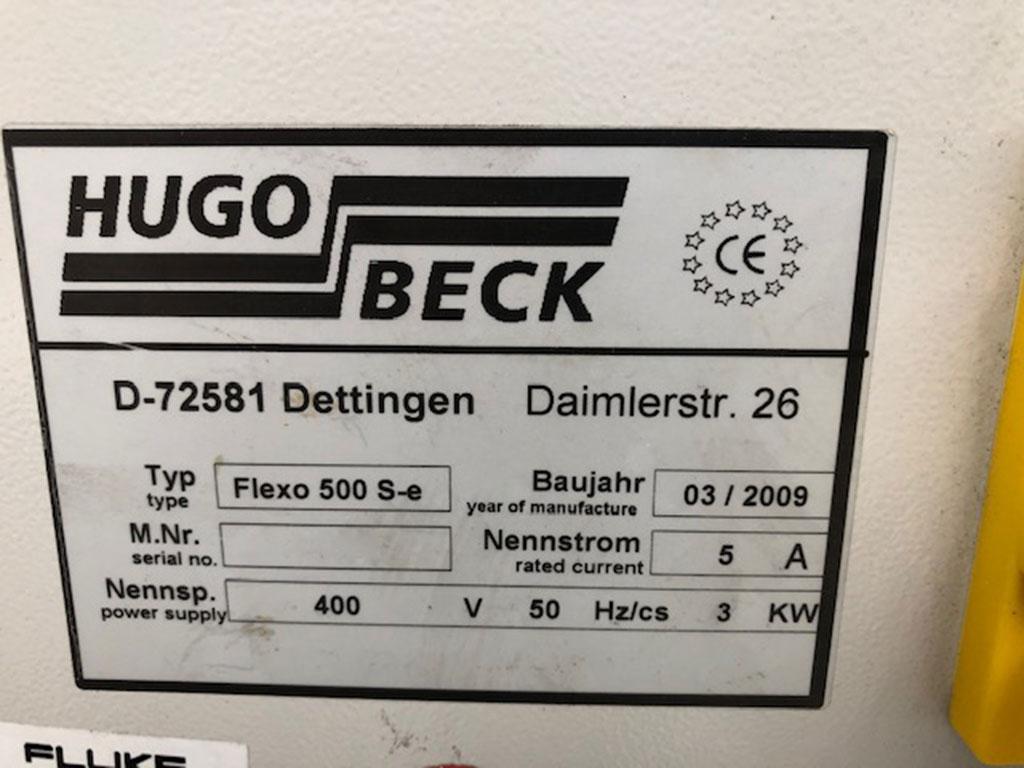 HUGO
BECK
CE
D-72581 Dettingen Daimlerstr. 26
Typ Flexo 500 S-e Baujahr 03 / 2009
type year of manufacture
M.Nr. Nennstrom 5 A
serial no. rated current
Nennsp. 400 V 50 Hz/cs 3 KW
power supply
FLUKE